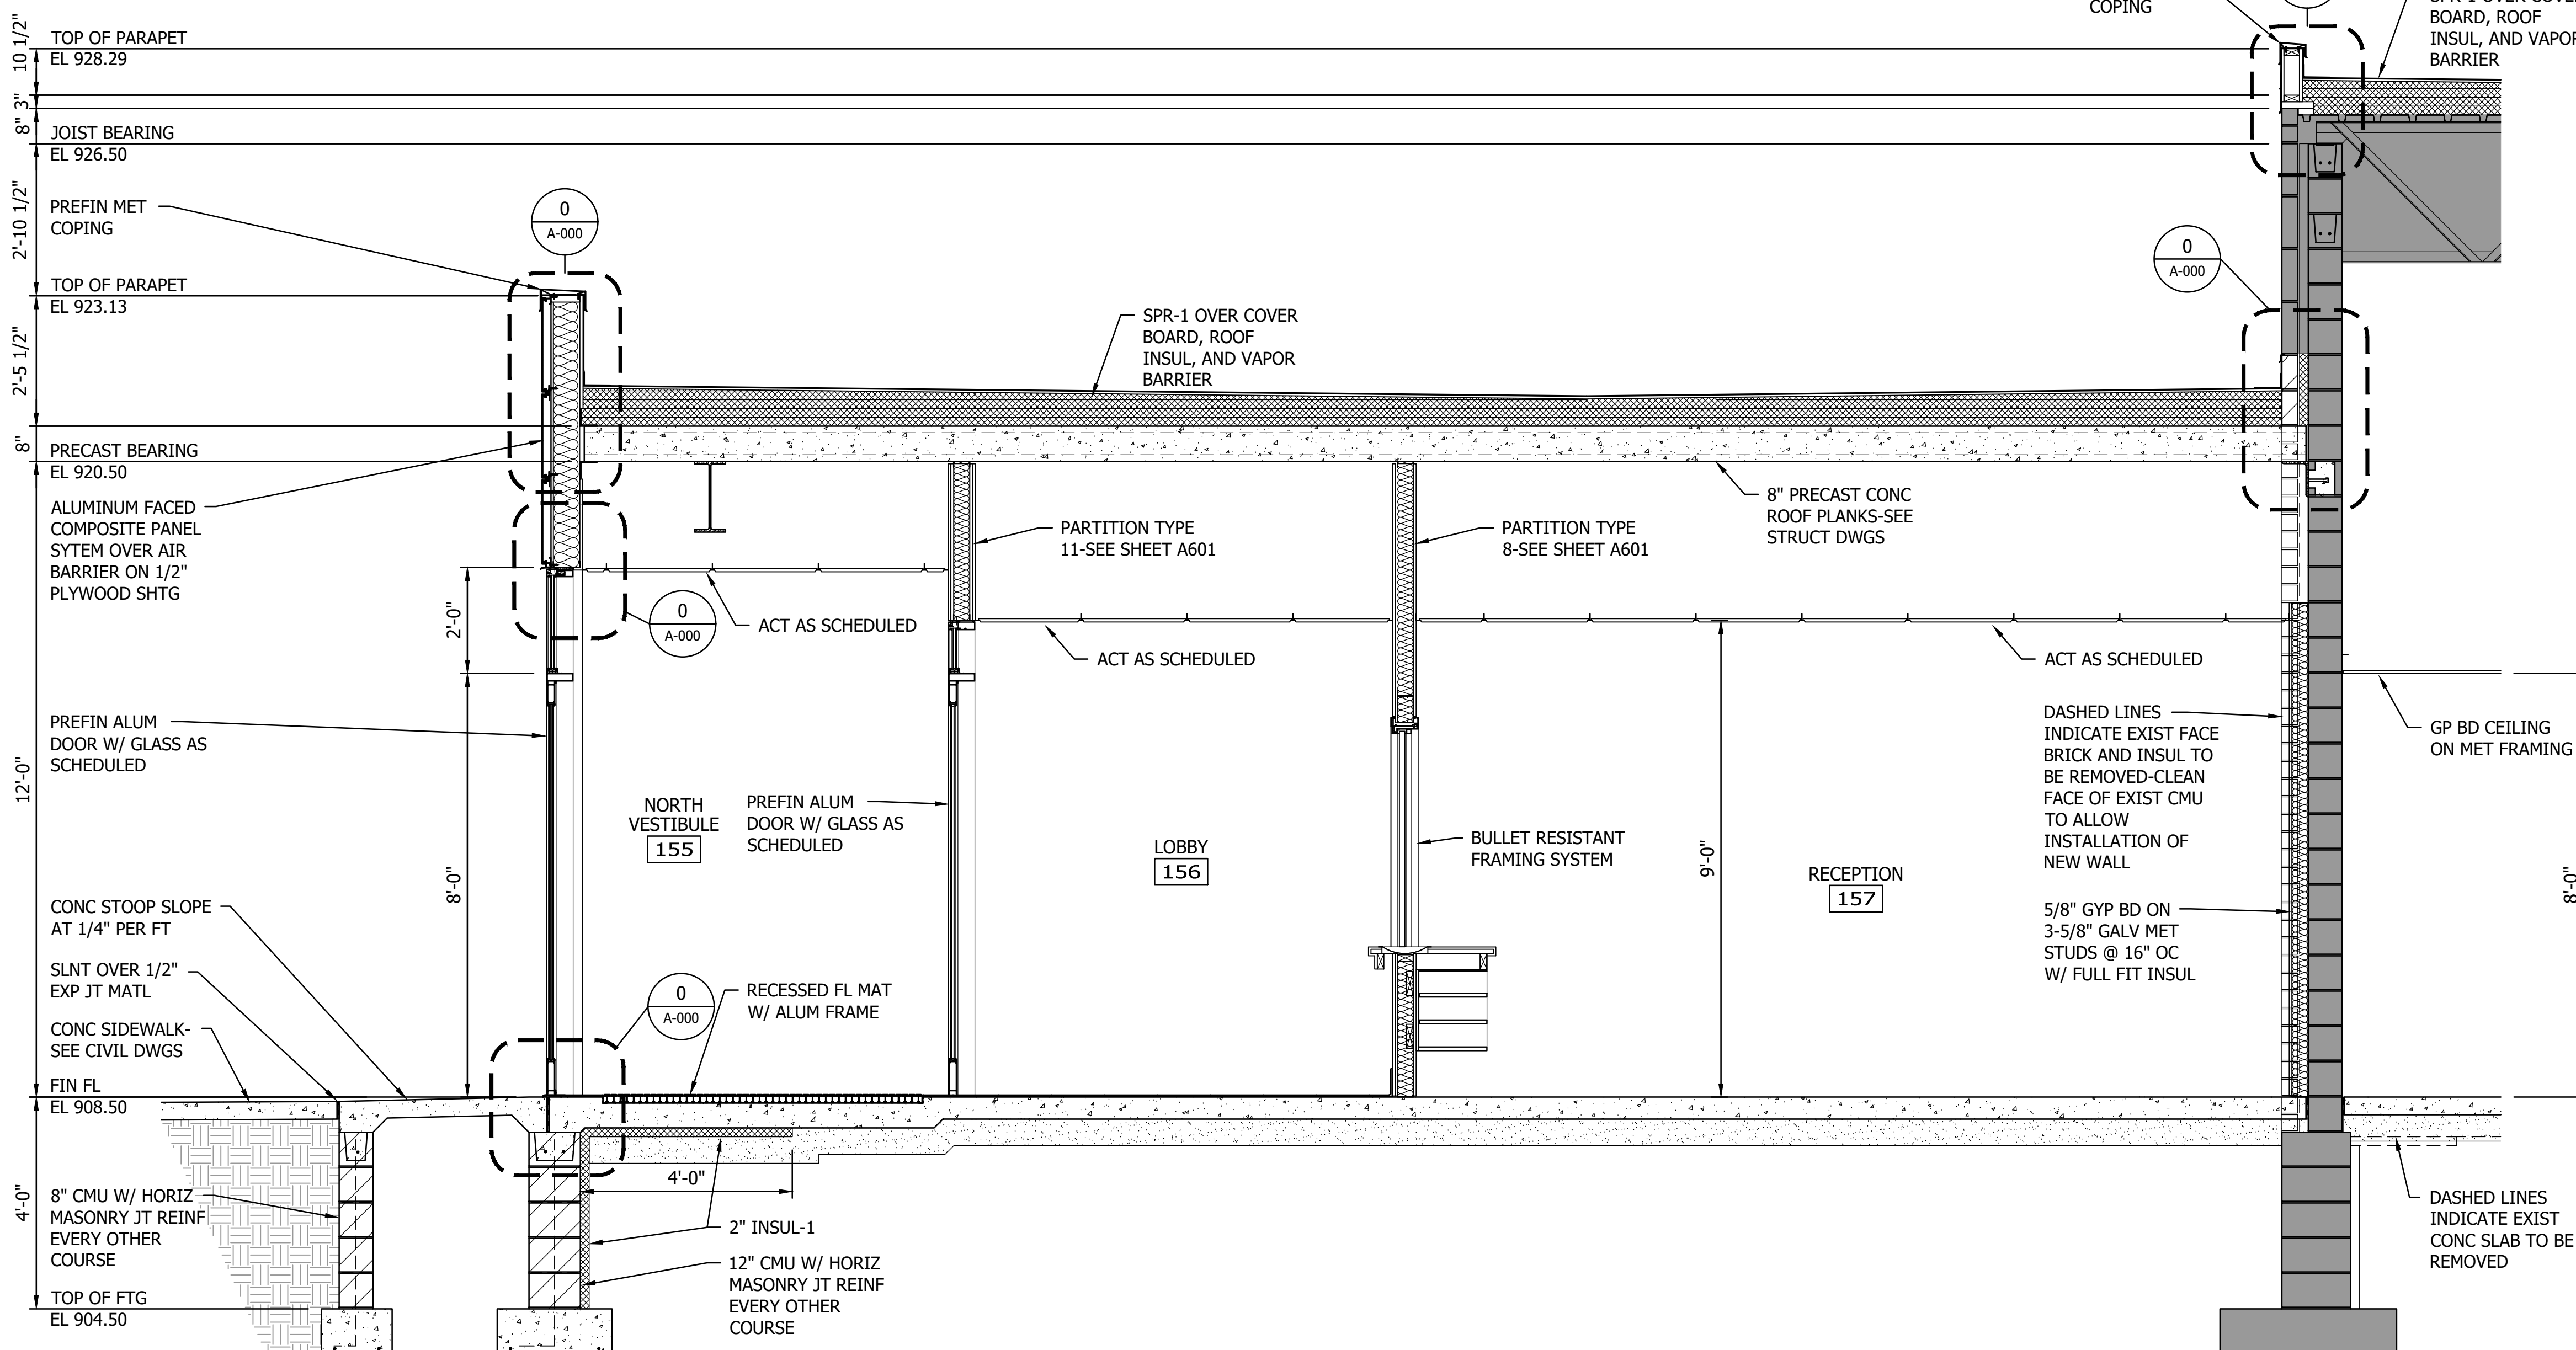 10 1/2"
3"
8"
2'-10 1/2"
2'-5 1/2"
8"
12'-0"
4'-0"
TOP OF PARAPET
EL 928.29
JOIST BEARING
EL 926.50
PREFIN MET
COPING
TOP OF PARAPET
EL 923.13
PRECAST BEARING
EL 920.50
ALUMINUM FACED
COMPOSITE PANEL
SYTEM OVER AIR
BARRIER ON 1/2"
PLYWOOD SHTG
PREFIN ALUM
DOOR W/ GLASS AS
SCHEDULED
CONC STOOP SLOPE
AT 1/4" PER FT
SLNT OVER 1/2"
EXP JT MATL
CONC SIDEWALK-
SEE CIVIL DWGS
FIN FL
EL 908.50
8" CMU W/ HORIZ
MASONRY JT REINF
EVERY OTHER
COURSE
TOP OF FTG
EL 904.50
2'-0"
8'-0"
0
A-000
0
A-000
0
A-000
ACT AS SCHEDULED
NORTH
VESTIBULE
155
PREFIN ALUM
DOOR W/ GLASS AS
SCHEDULED
RECESSED FL MAT
W/ ALUM FRAME
4'-0"
2" INSUL-1
12" CMU W/ HORIZ
MASONRY JT REINF
EVERY OTHER
COURSE
SPR-1 OVER COVER
BOARD, ROOF
INSUL, AND VAPOR
BARRIER
PARTITION TYPE
11-SEE SHEET A601
ACT AS SCHEDULED
LOBBY
156
PARTITION TYPE
8-SEE SHEET A601
8" PRECAST CONC
ROOF PLANKS-SEE
STRUCT DWGS
BULLET RESISTANT
FRAMING SYSTEM
9'-0"
RECEPTION
157
ACT AS SCHEDULED
DASHED LINES
INDICATE EXIST FACE
BRICK AND INSUL TO
BE REMOVED-CLEAN
FACE OF EXIST CMU
TO ALLOW
INSTALLATION OF
NEW WALL
5/8" GYP BD ON
3-5/8" GALV MET
STUDS @ 16" OC
W/ FULL FIT INSUL
0
A-000
COPING
BOARD, ROOF
INSUL, AND VAPOR
BARRIER
GP BD CEILING
ON MET FRAMING
8'-0"
DASHED LINES
INDICATE EXIST
CONC SLAB TO BE
REMOVED